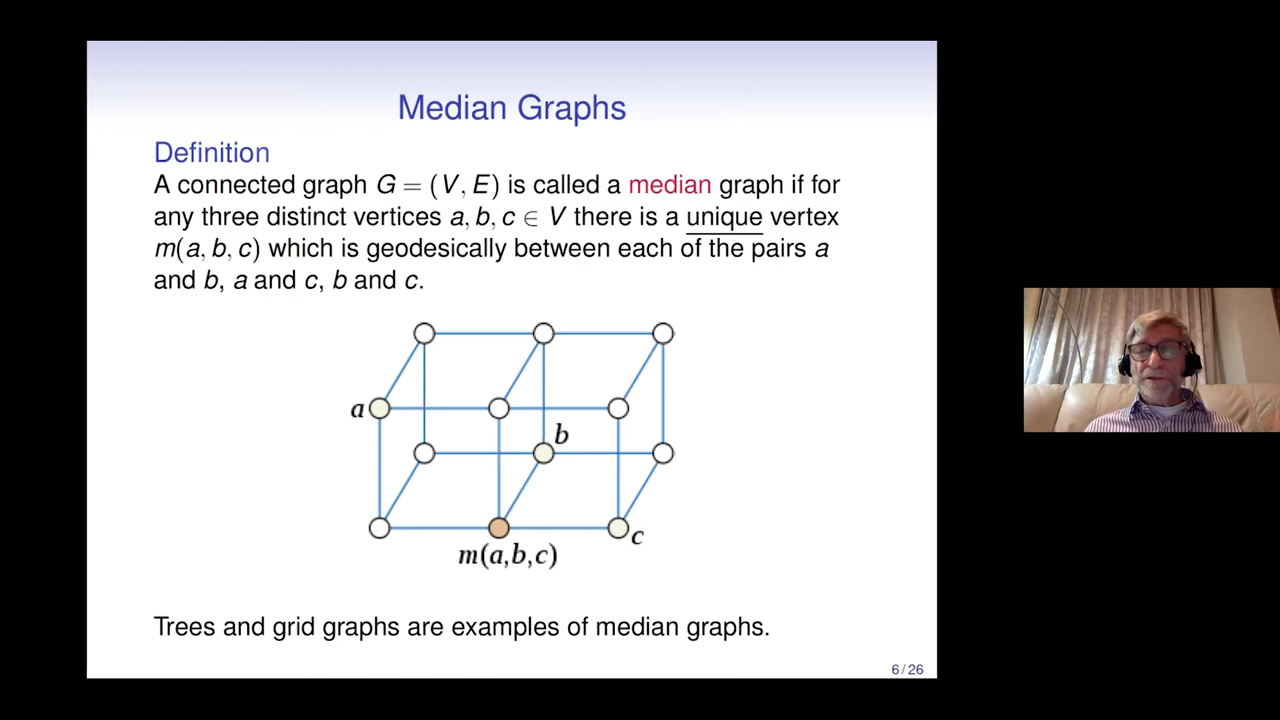 Median Graphs
Definition
A connected graph G = (V, E) is called a median graph if for
any three distinct vertices a, b, c ∈ V there is a unique vertex
m(a, b, c) which is geodesically between each of the pairs a
and b, a and c, b and c.
a
b
c
m(a,b,c)
Trees and grid graphs are examples of median graphs.
6 / 26